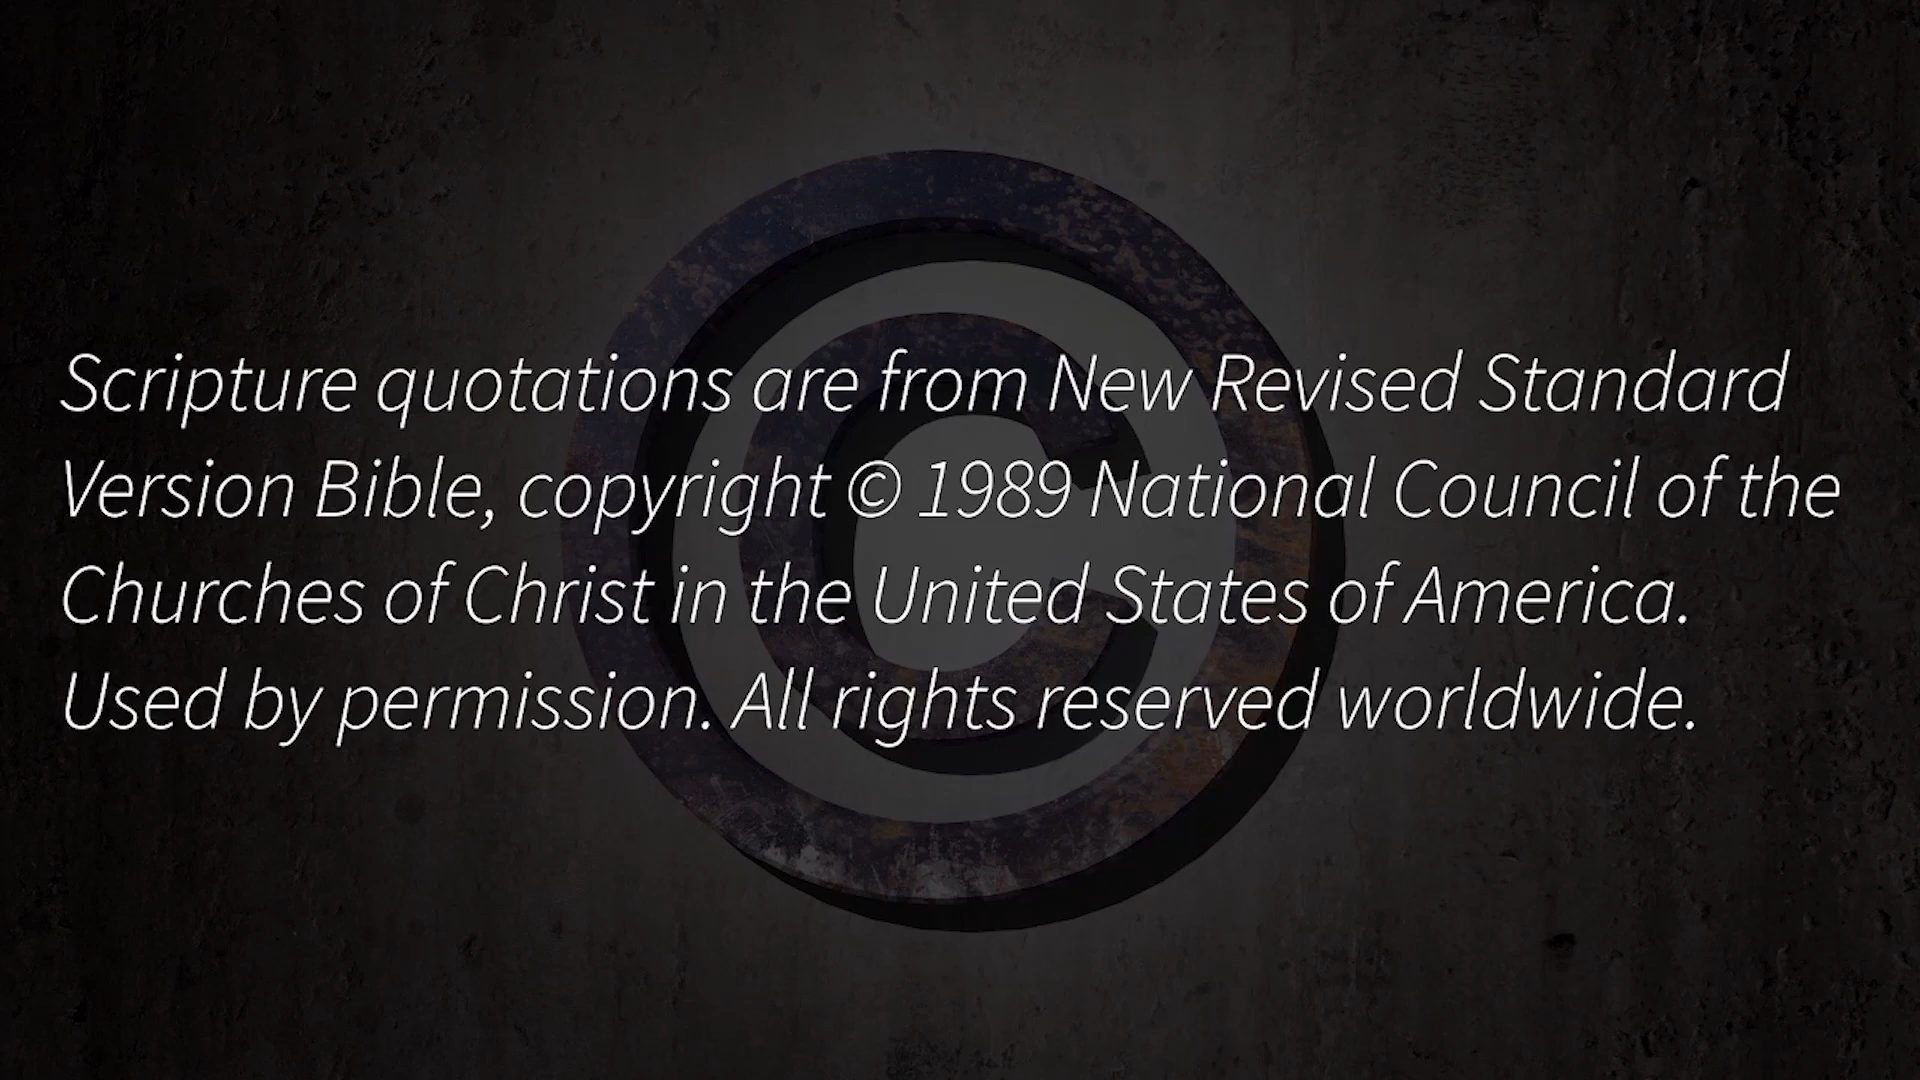 Scripture quotations are from New Revised Standard
Version Bible, copyright © 1989 National Council of the
Churches of Christ in the United States of America.
Used by permission. All rights reserved worldwide.